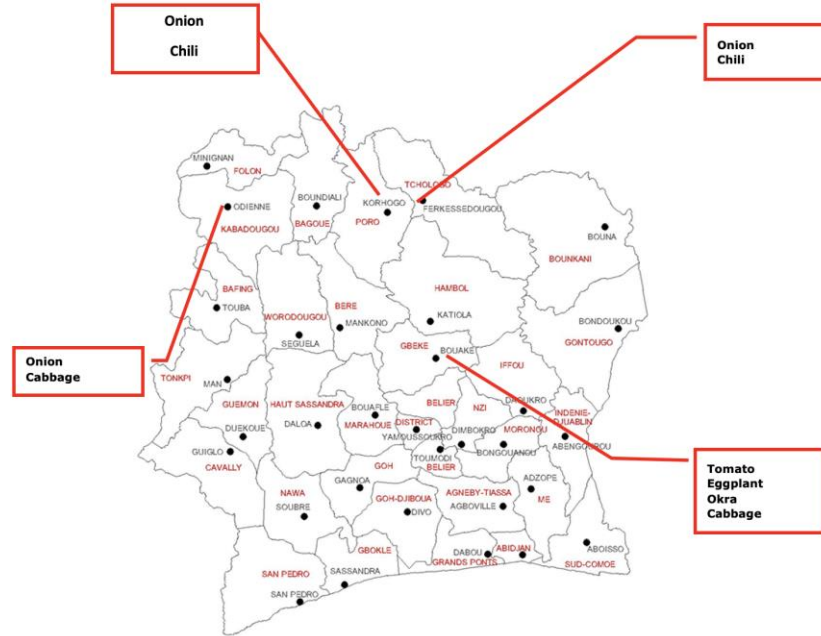 Onion
Chili
Onion
Chili
MINIGNAN
FOLON
TCHOLOGO
ODIENNE
BOUNDIALI
KORHOGO
FERKESSEDOUGOU
KABADOUGOU
BAGOUE
PORO
BOUNA
BOUNKANI
BAFING
HAMBOL
TOUBA
WORODOUGOU
BERE
KATIOLA
MANKONO
BONDOUKOU
SEGUELA
GBEKE
BOUAKE
GONTOUGO
Onion
Cabbage
IFFOU
TONKPI
MAN
GUEMON
HAUT SASSANDRA
BOUAFLE
BELIER
NZI
DAOUKRO
INDENIE-
DJUABLIN
DALOA
MARAHOUE
DISTRICT
YAMOUSSOUKRO
DIMBOKRO
MORONOU
DUEKOUE
GUIGLO
TOUMODI
BONGOUANOU
ABENGOUROU
CAVALLY
GOH
BELIER
Tomato
Eggplant
Okra
Cabbage
GAGNOA
ADZOPE
NAWA
GOH-DJIBOUA
AGNEBY-TIASSA
ME
SOUBRE
DIVO
AGBOVILLE
GBOKLE
DABOU
ABIDJAN
ABOISSO
GRANDS PONTS
SUD-COMOE
SAN PEDRO
SASSANDRA
SAN PEDRO